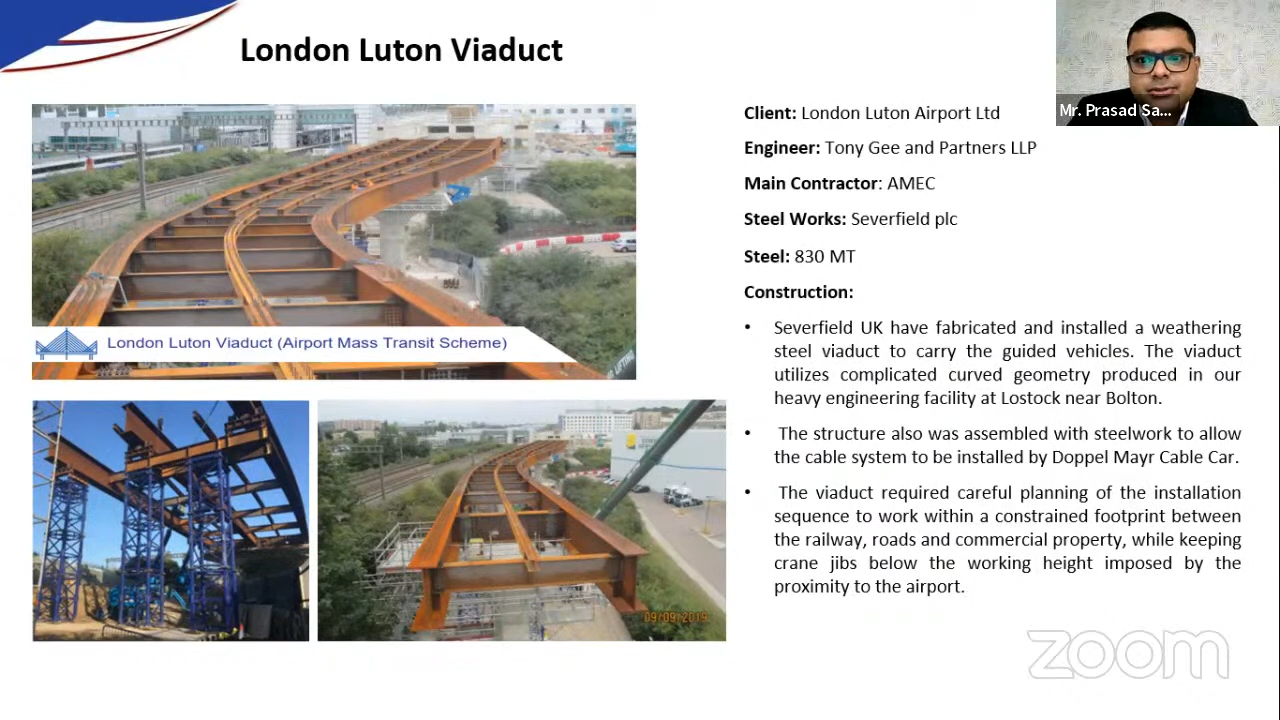 London Luton Viaduct
Mr. Prasad Sa...
London Luton Viaduct (Airport Mass Transit Scheme)
09/09/2019
Client: London Luton Airport Ltd
Engineer: Tony Gee and Partners LLP
Main Contractor: AMEC
Steel Works: Severfield plc
Steel: 830 MT
Construction:
• Severfield UK have fabricated and installed a weathering
steel viaduct to carry the guided vehicles. The viaduct
utilizes complicated curved geometry produced in our
heavy engineering facility at Lostock near Bolton.
• The structure also was assembled with steelwork to allow
the cable system to be installed by Doppel Mayr Cable Car.
• The viaduct required careful planning of the installation
sequence to work within a constrained footprint between
the railway, roads and commercial property, while keeping
crane jibs below the working height imposed by the
proximity to the airport.
zoom